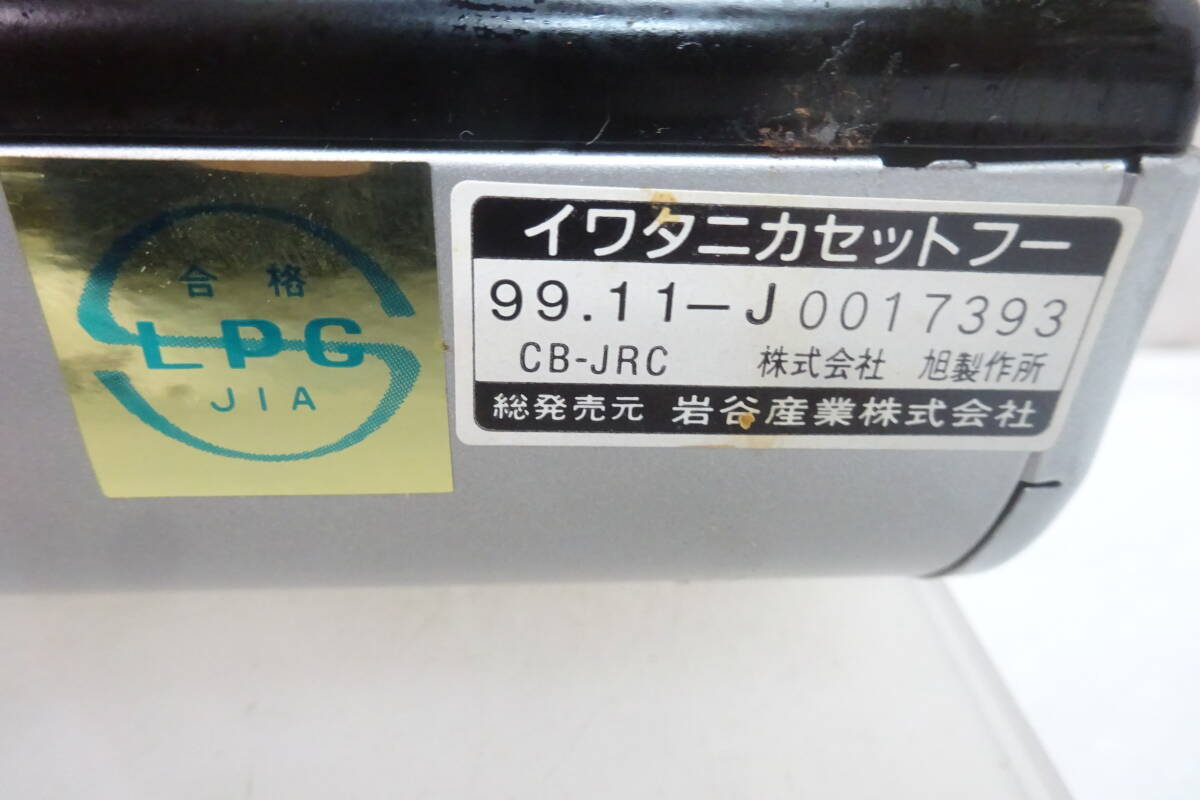 合格
LPG
JIA
イワタニカセットフー
99.11-J 0017393
CB-JRC 株式会社 旭製作所
総発売元 岩谷産業株式会社